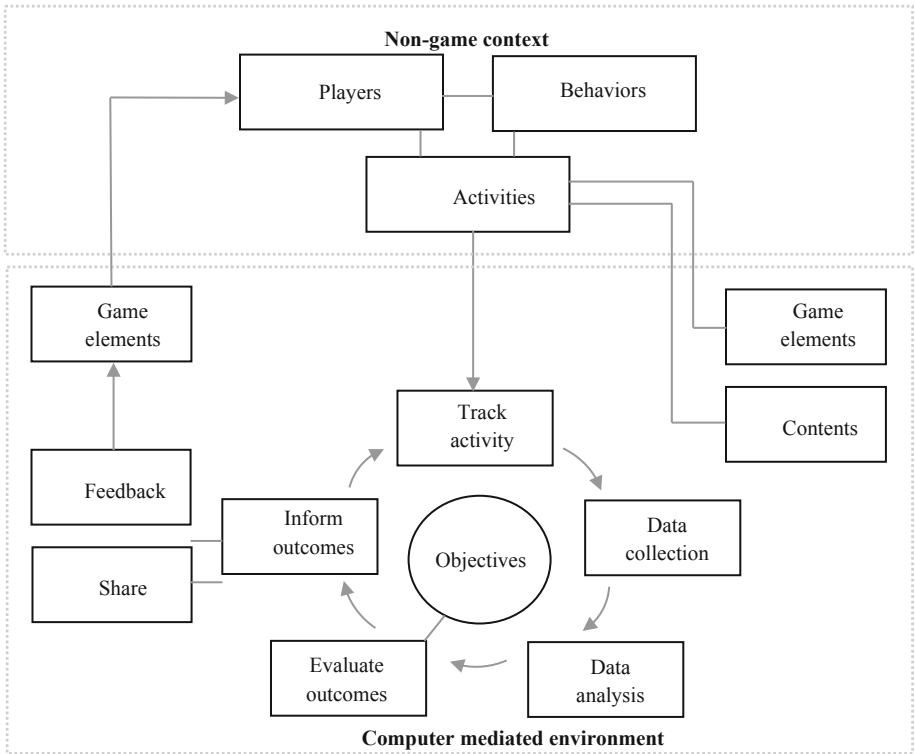 Non-game context
Players
Behaviors
Activities
Game
elements
Game
elements
Track
activity
Contents
Feedback
Inform
outcomes
Objectives
Data
collection
Share
Evaluate
outcomes
Data
analysis
Computer mediated environment